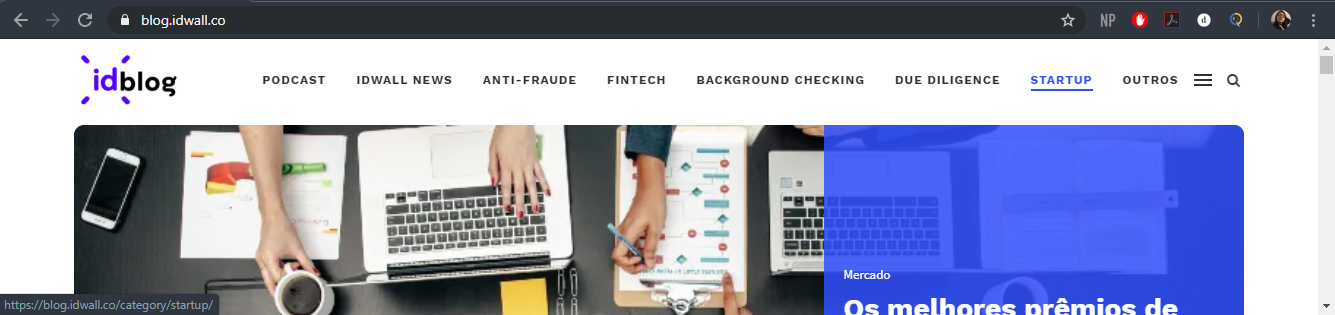 blog.idwall.co
NP
idblog
PODCAST IDWALL NEWS ANTI-FRAUDE FINTECH BACKGROUND CHECKING DUE DILIGENCE STARTUP OUTROS
Mercado
Os melhores prêmios de
https://blog.idwall.co/category/startup/